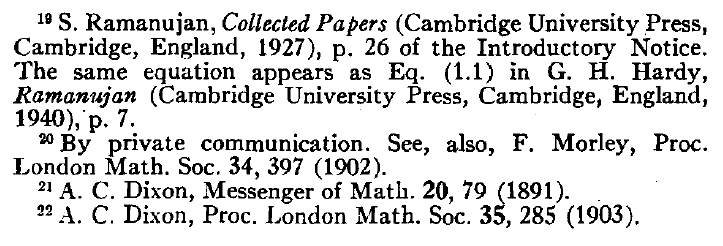 ¹⁹ S. Ramanujan, Collected Papers (Cambridge University Press,
Cambridge, England, 1927), p. 26 of the Introductory Notice.
The same equation appears as Eq. (1.1) in G. H. Hardy,
Ramanujan (Cambridge University Press, Cambridge, England,
1940), p. 7.
²⁰ By private communication. See, also, F. Morley, Proc.
London Math. Soc. 34, 397 (1902).
²¹ A. C. Dixon, Messenger of Math. 20, 79 (1891).
²² A. C. Dixon, Proc. London Math. Soc. 35, 285 (1903).